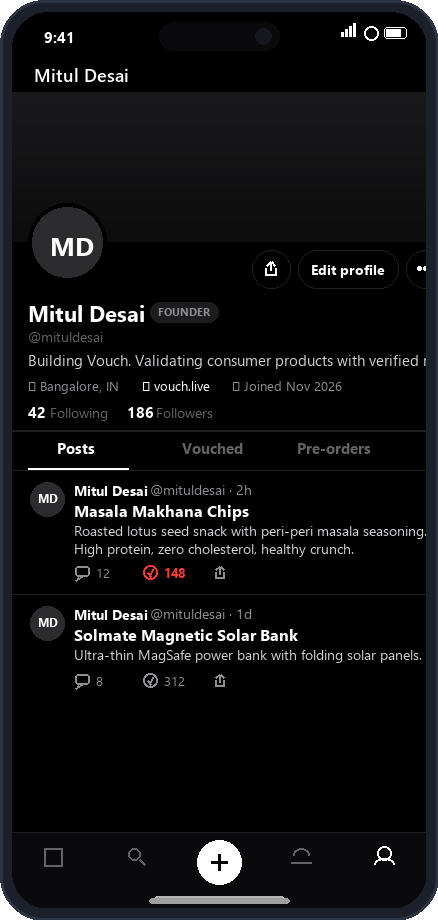 9:41
Mitul Desai
MD
Edit profile
Mitul Desai FOUNDER
@mituldesai
Building Vouch. Validating consumer products with verified
Bangalore, IN vouch.live Joined Nov 2026
42 Following 186 Followers
Posts Vouched Pre-orders
MD Mitul Desai @mituldesai · 2h
Masala Makhana Chips
Roasted lotus seed snack with peri-peri masala seasoning.
High protein, zero cholesterol, healthy crunch.
12 148
MD Mitul Desai @mituldesai · 1d
Solmate Magnetic Solar Bank
Ultra-thin MagSafe power bank with folding solar panels.
8 312